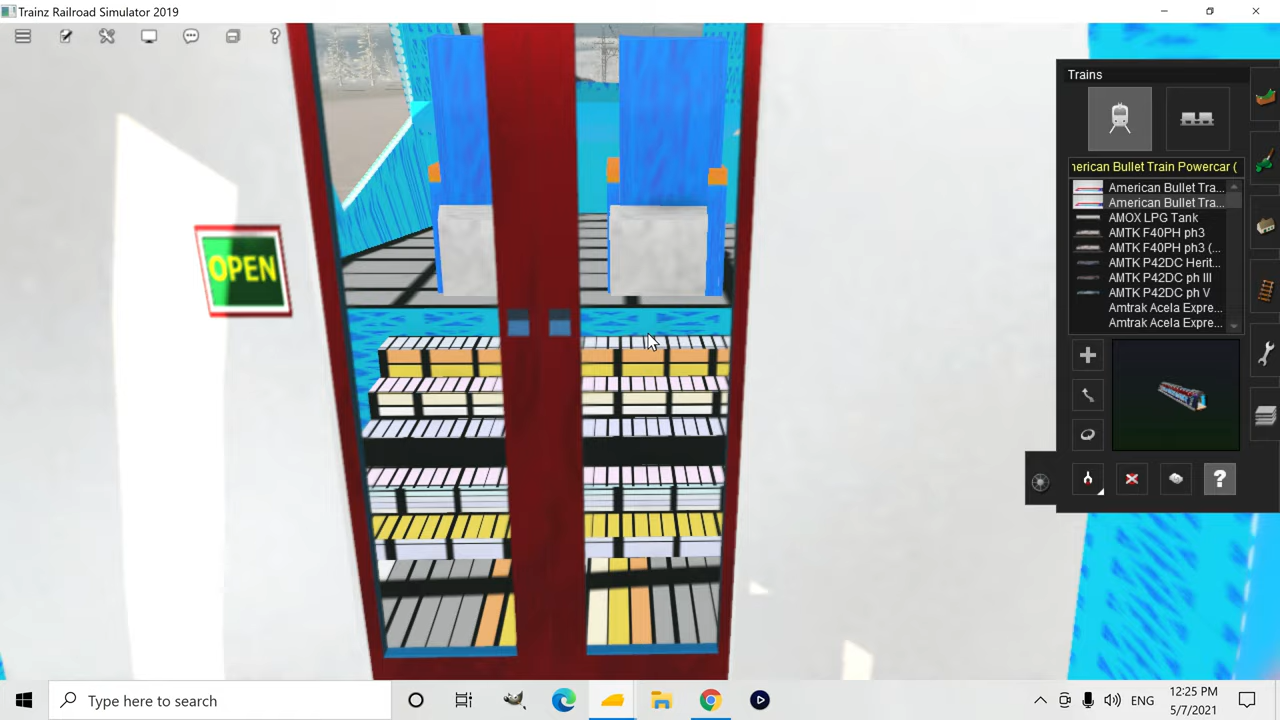 Trainz Railroad Simulator 2019
Trains
OPEN
nerican Bullet Train Powercar (
American Bullet Tra...
American Bullet Tra...
AMOX LPG Tank
AMTK F40PH ph3
AMTK F40PH ph3 (...
AMTK P42DC Herit...
AMTK P42DC ph III
AMTK P42DC ph V
Amtrak Acela Expre...
Amtrak Acela Expre...
?
Type here to search
ENG
12:25 PM
5/7/2021